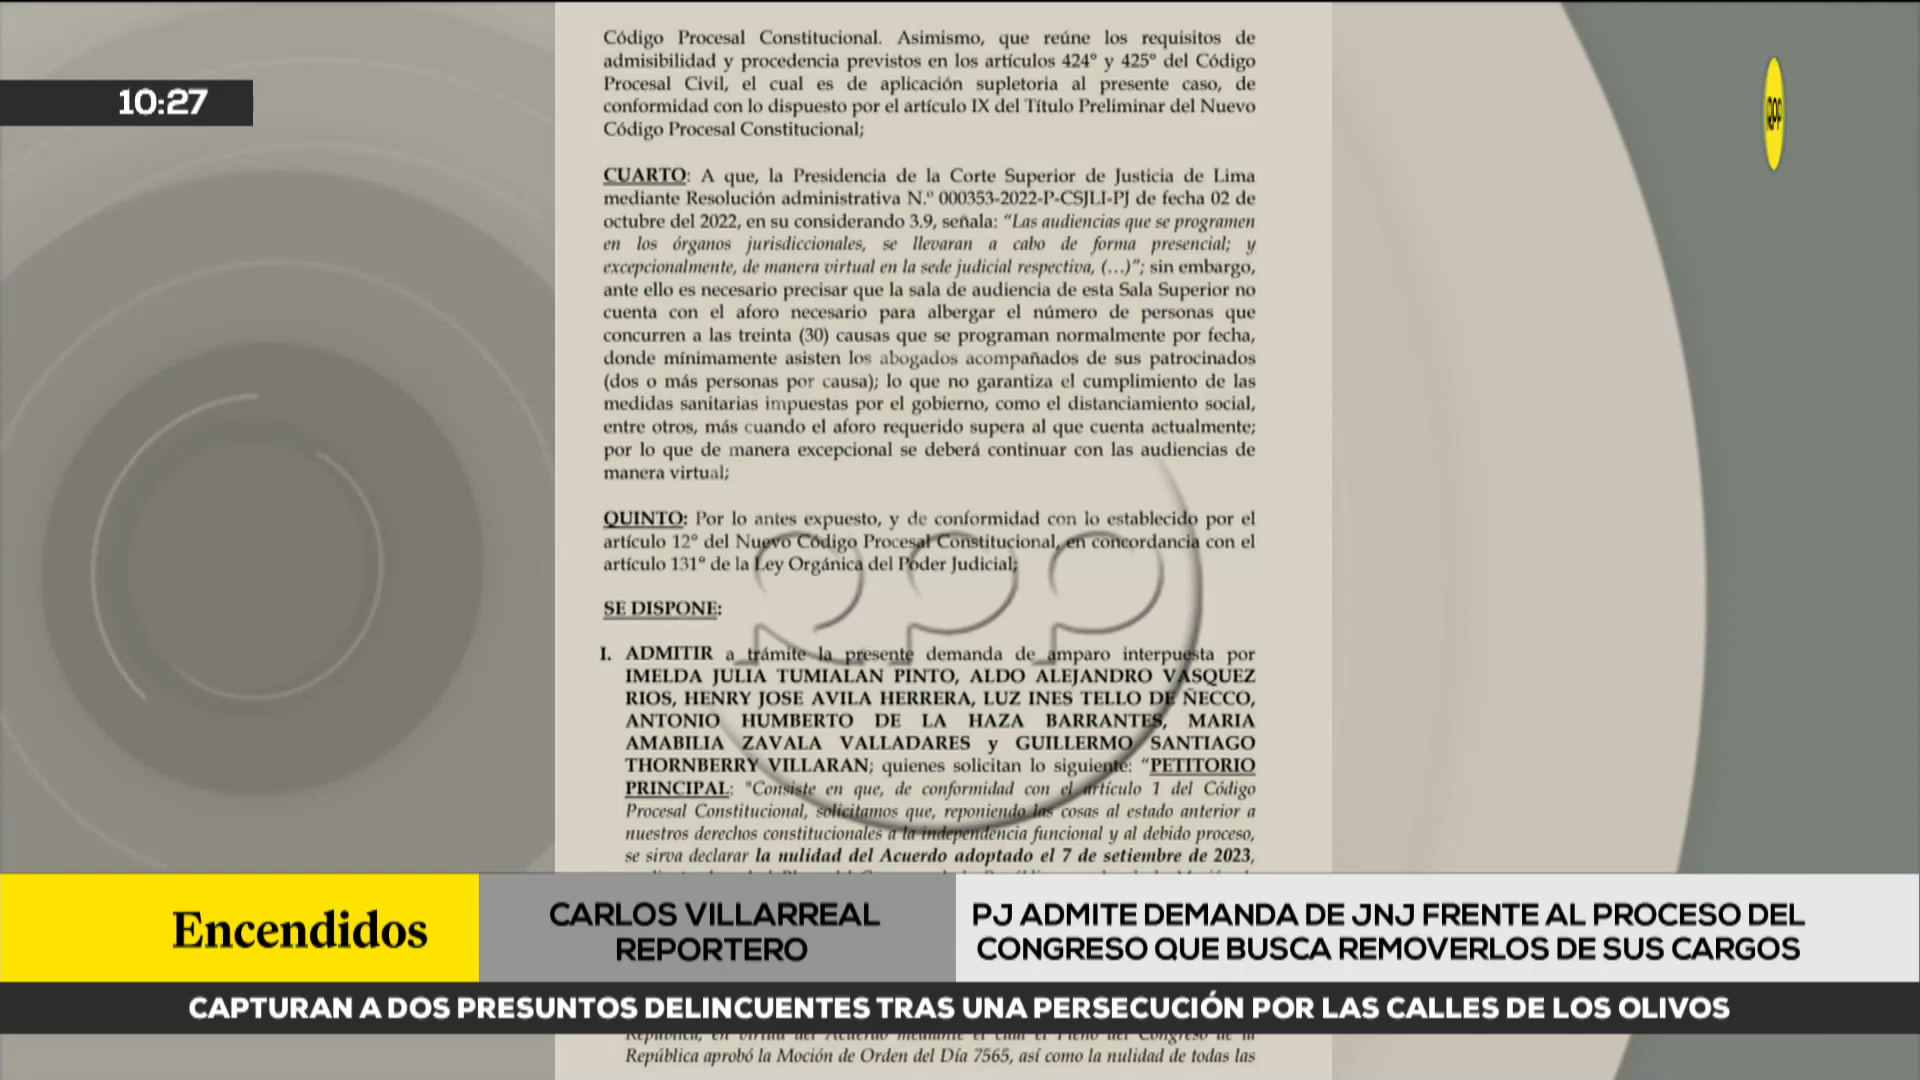 Código Procesal Constitucional. Asimismo, que reúne los requisitos de
admisibilidad y procedencia previstos en los artículos 424° y 425° del Código
Procesal Civil, el cual es de aplicación supletoria al presente caso, de
conformidad con lo dispuesto por el artículo IX del Título Preliminar del Nuevo
Código Procesal Constitucional;
10:27
rpp
CUARTO: A que, la Presidencia de la Corte Superior de Justicia de Lima
mediante Resolución administrativa N.º 000353-2022-P-CSJLI-PJ de fecha 02 de
octubre del 2022, en su considerando 3.9, señala: “Las audiencias que se programen
en los órganos jurisdiccionales, se llevaran a cabo de forma presencial; y
excepcionalmente, de manera virtual en la sede judicial respectiva, (…)”; sin embargo,
ante ello es necesario precisar que la sala de audiencia de esta Sala Superior no
cuenta con el aforo necesario para albergar el número de personas que
concurren a las treinta (30) causas que se programan normalmente por fecha,
donde mínimamente asisten los abogados acompañados de sus patrocinados
(dos o más personas por causa); lo que no garantiza el cumplimiento de las
medidas sanitarias impuestas por el gobierno, como el distanciamiento social,
entre otros, más cuando el aforo requerido supera al que cuenta actualmente;
por lo que de manera excepcional se deberá continuar con las audiencias de
manera virtual;
QUINTO: Por lo antes expuesto, y de conformidad con lo establecido por el
artículo 12° del Nuevo Código Procesal Constitucional, en concordancia con el
artículo 131° de la Ley Orgánica del Poder Judicial;
rpp
SE DISPONE:
I. ADMITIR a trámite la presente demanda de amparo interpuesta por
IMELDA JULIA TUMIALAN PINTO, ALDO ALEJANDRO VASQUEZ
RIOS, HENRY JOSE AVILA HERRERA, LUZ INES TELLO DE ÑECCO,
ANTONIO HUMBERTO DE LA HAZA BARRANTES, MARIA
AMABILIA ZAVALA VALLADARES y GUILLERMO SANTIAGO
THORNBERRY VILLARAN; quienes solicitan lo siguiente: “PETITORIO
PRINCIPAL: "Consiste en que, de conformidad con el artículo 1 del Código
Procesal Constitucional, solicitamos que, reponiendo las cosas al estado anterior a
nuestros derechos constitucionales a la independencia funcional y al debido proceso,
se sirva declarar la nulidad del Acuerdo adoptado el 7 de setiembre de 2023,
Encendidos
CARLOS VILLARREAL
REPORTERO
PJ ADMITE DEMANDA DE JNJ FRENTE AL PROCESO DEL
CONGRESO QUE BUSCA REMOVERLOS DE SUS CARGOS
CAPTURAN A DOS PRESUNTOS DELINCUENTES TRAS UNA PERSECUCIÓN POR LAS CALLES DE LOS OLIVOS
República, en virtud del Acuerdo mediante el cual el Pleno del Congreso de la
República aprobó la Moción de Orden del Día 7565, así como la nulidad de todas las